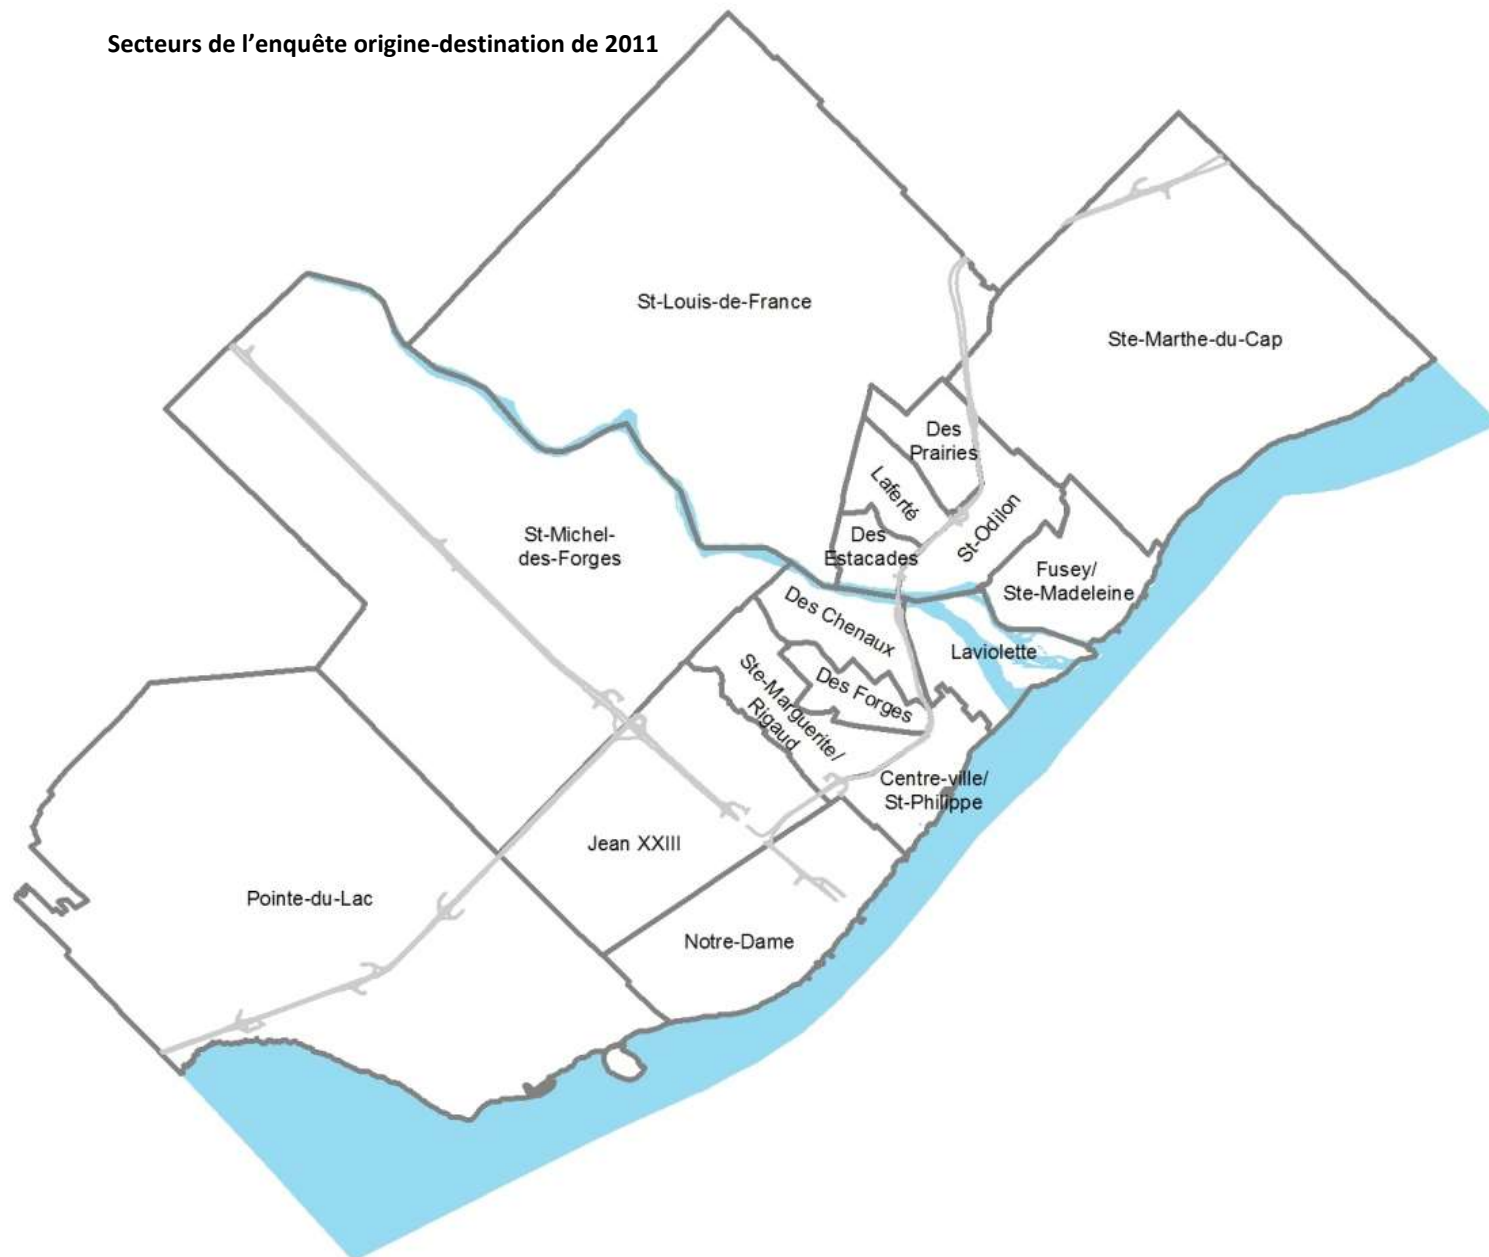 Secteurs de l’enquête origine-destination de 2011
St-Louis-de-France
Ste-Marthe-du-Cap
Des
Prairies
Laferté
St-Odilon
Des
Estacades
St-Michel-
des-Forges
Fusey/
Ste-Madeleine
Des Chenaux
Laviolette
Ste-Marguerite/
Rigaud
Des Forges
Centre-ville/
St-Philippe
Jean XXIII
Pointe-du-Lac
Notre-Dame